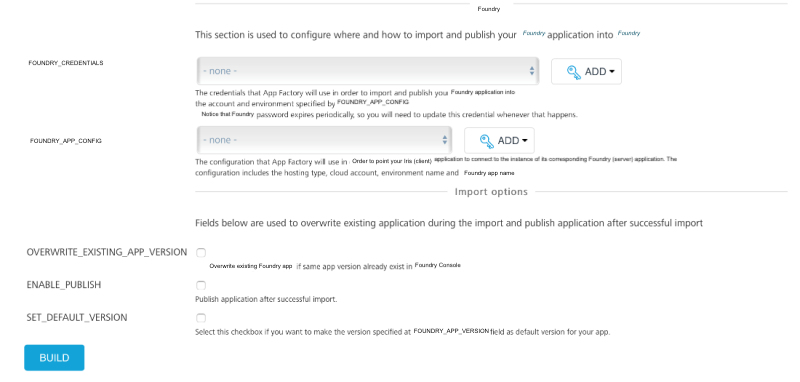 Foundry
This section is used to configure where and how to import and publish your Foundry application into Foundry
FOUNDRY_CREDENTIALS
- none -
ADD
The credentials that App Factory will use in order to import and publish your Foundry application into
the account and environment specified by FOUNDRY_APP_CONFIG
Notice that Foundry password expires periodically, so you will need to update this credential whenever that happens.
FOUNDRY_APP_CONFIG
- none -
ADD
The configuration that App Factory will use in Order to point your Iris (client) application to connect to the instance of its corresponding Foundry (server) application. The
configuration includes the hosting type, cloud account, environment name and Foundry app name
Import options
Fields below are used to overwrite existing application during the import and publish application after successful import
OVERWRITE_EXISTING_APP_VERSION
Overwrite existing Foundry app if same app version already exist in Foundry Console
ENABLE_PUBLISH
Publish application after successful import.
SET_DEFAULT_VERSION
Select this checkbox if you want to make the version specified at FOUNDRY_APP_VERSION field as default version for your app.
BUILD